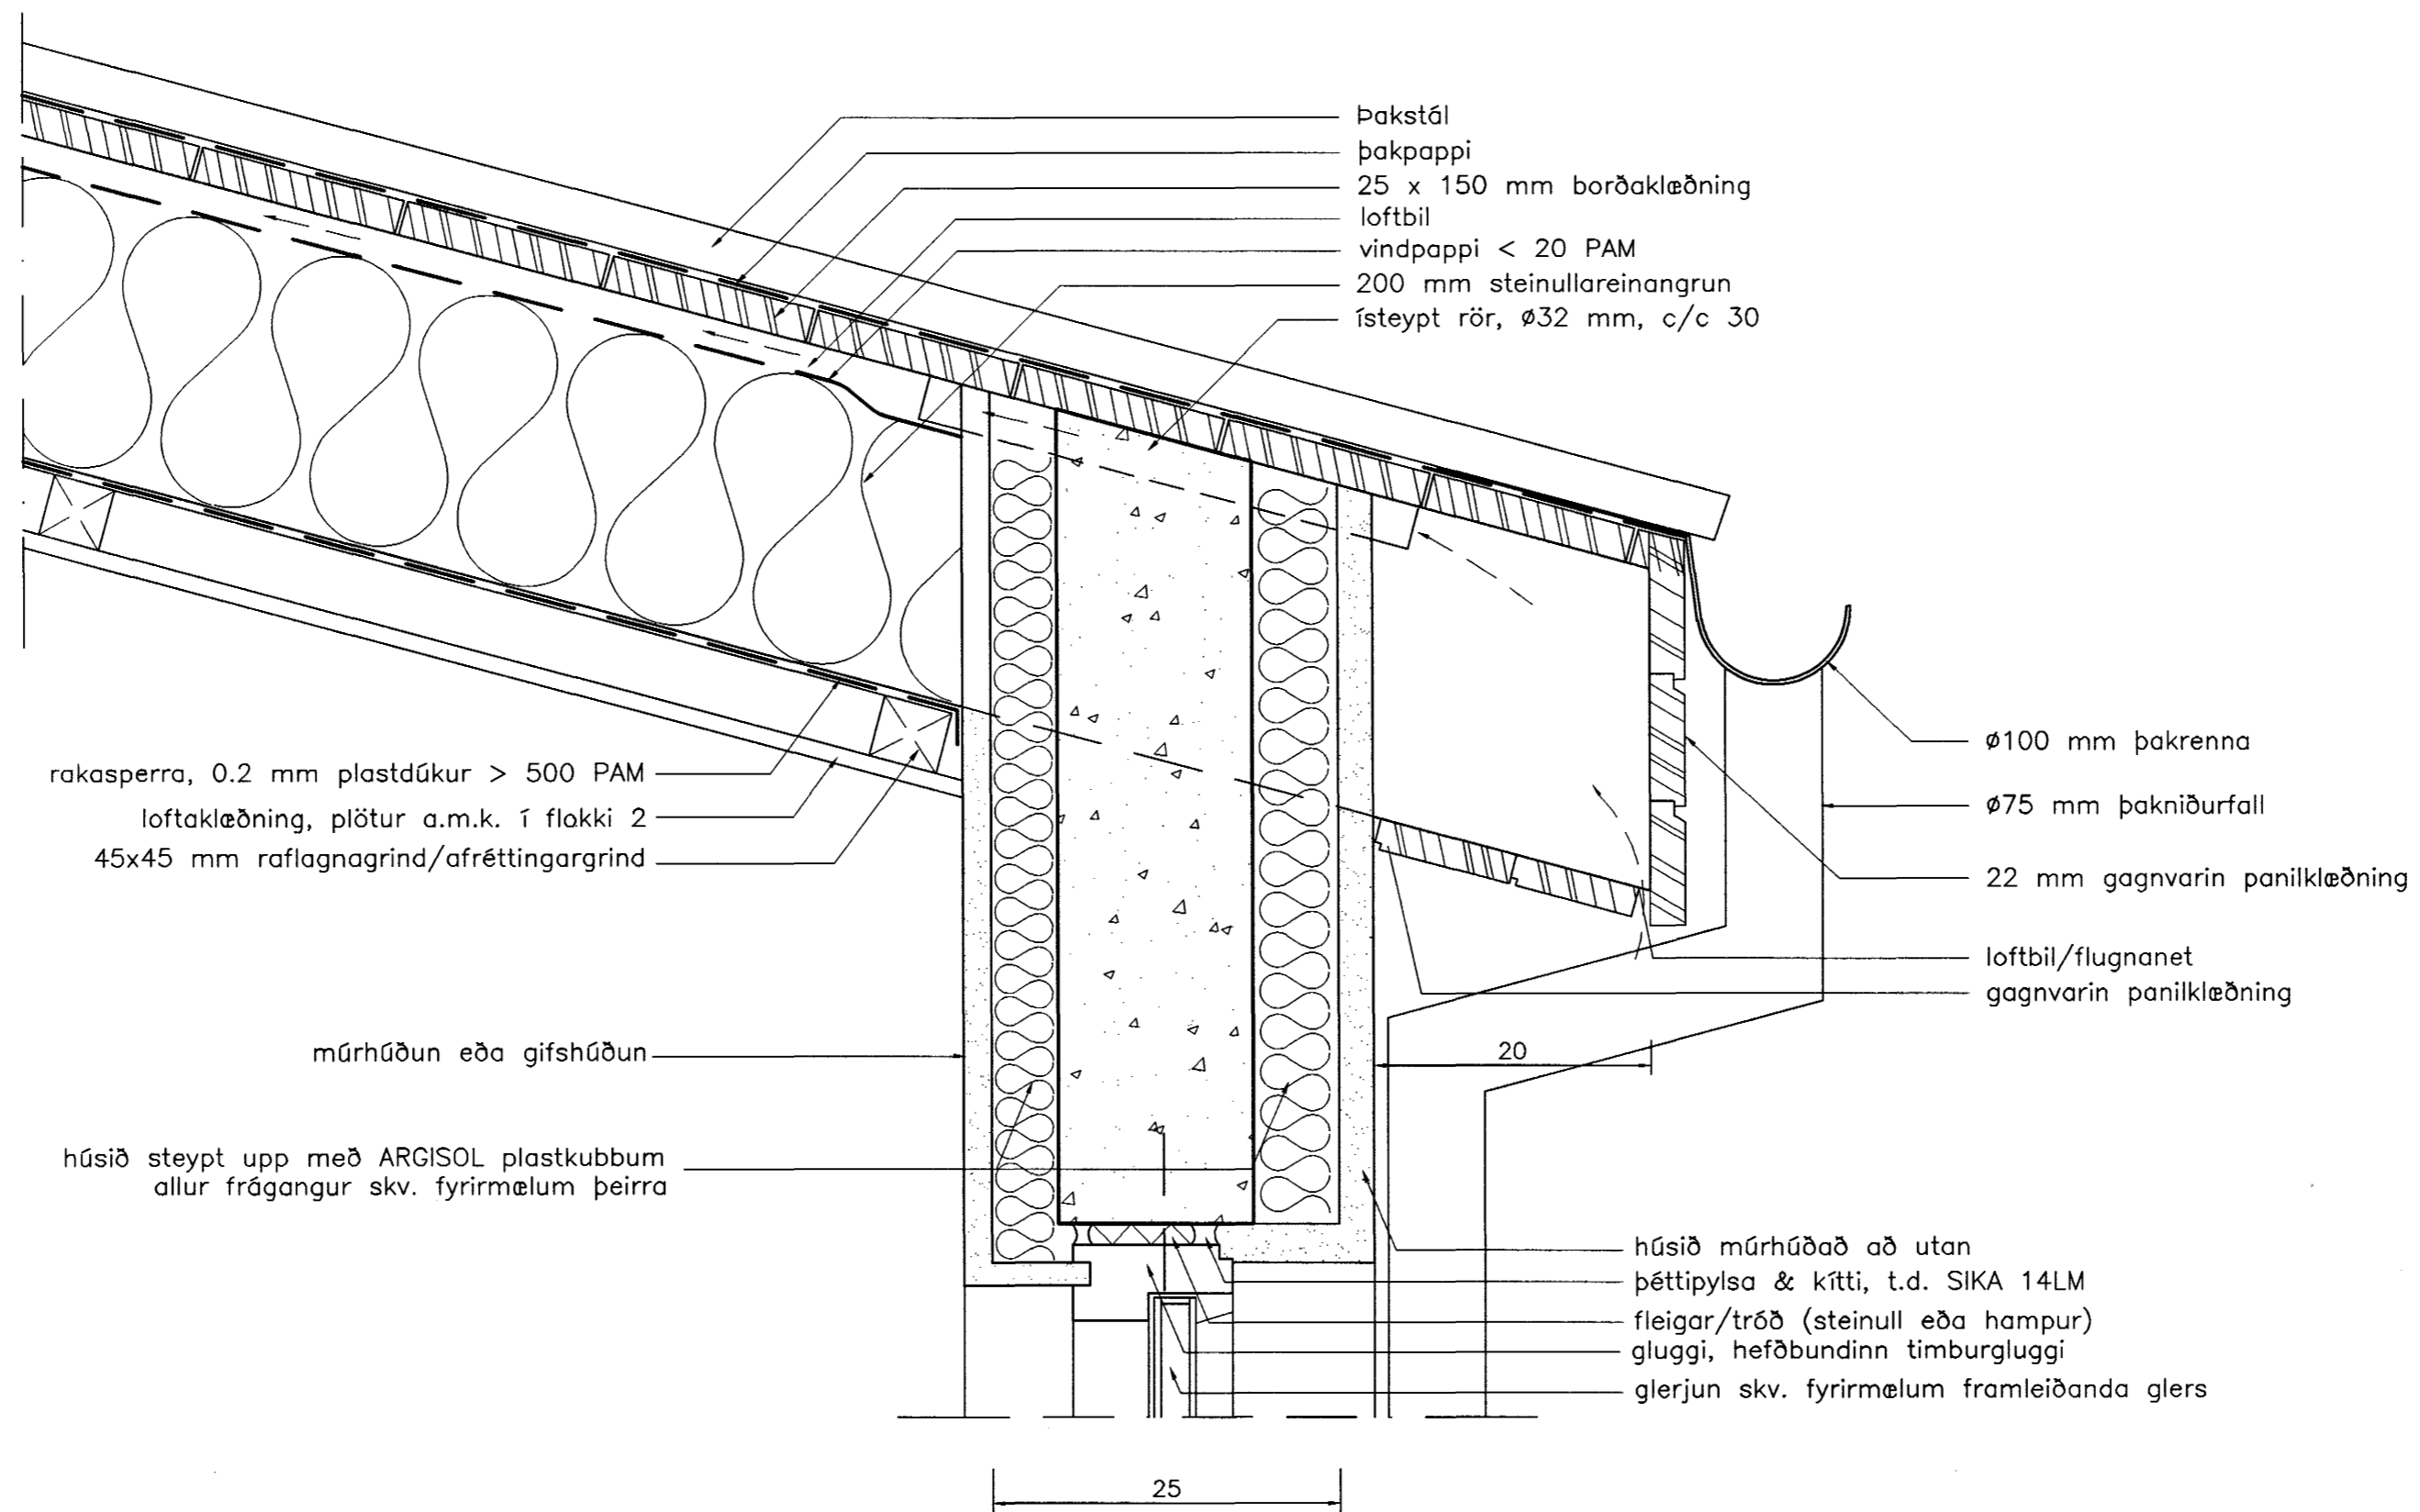 Þakstál
þakpappi
25 x 150 mm borðaklæðning
loftbil
vindpappi < 20 PAM
200 mm steinullareinangrun
ísteypt rör, ø32 mm, c/c 30
rakasperra, 0.2 mm plastdúkur > 500 PAM
loftaklæðning, plötur a.m.k. í flokki 2
45x45 mm raflagnagrind/afréttingargrind
ø100 mm þakrenna
ø75 mm þakniðurfall
22 mm gagnvarin panilklæðning
loftbil/flugnanet
gagnvarin panilklæðning
20
múrhúðun eða gifshúðun
húsið steypt upp með ARGISOL plastkubbum
allur frágangur skv. fyrirmælum þeirra
húsið múrhúðað að utan
þéttipylsa & kítti, t.d. SIKA 14LM
fleigar/tróð (steinull eða hampur)
gluggi, hefðbundinn timburgluggi
glerjun skv. fyrirmælum framleiðanda glers
25